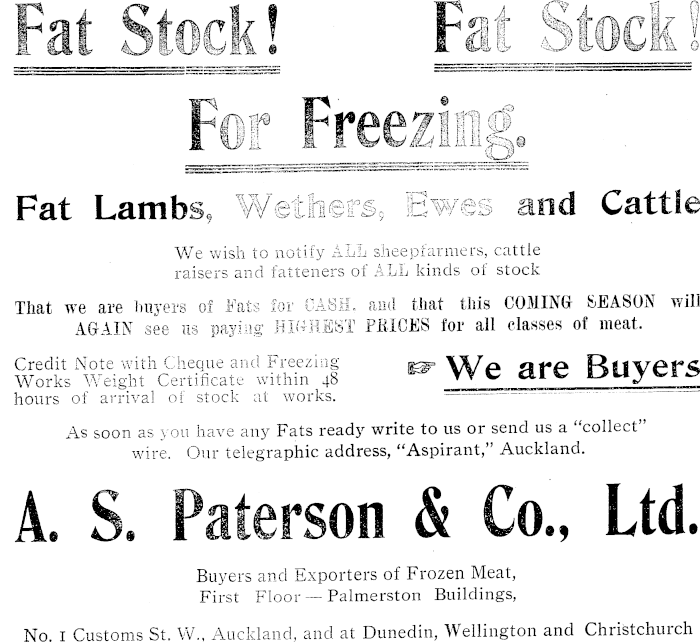 Fat Stock! Fat Stock!
For Freezing.
Fat Lambs, Wethers, Ewes and Cattle
We wish to notify ALL sheepfarmers, cattle
raisers and fatteners of ALL kinds of stock
That we are buyers of Fats for CASH, and that this COMING SEASON will
AGAIN see us paying HIGHEST PRICES for all classes of meat.
Credit Note with Cheque and Freezing
Works Weight Certificate within 48
hours of arrival of stock at works.
☞ We are Buyers
As soon as you have any Fats ready write to us or send us a “collect”
wire. Our telegraphic address, “Aspirant,” Auckland.
A. S. Paterson & Co., Ltd.
Buyers and Exporters of Frozen Meat,
First Floor — Palmerston Buildings,
No. 1 Customs St. W., Auckland, and at Dunedin, Wellington and Christchurch